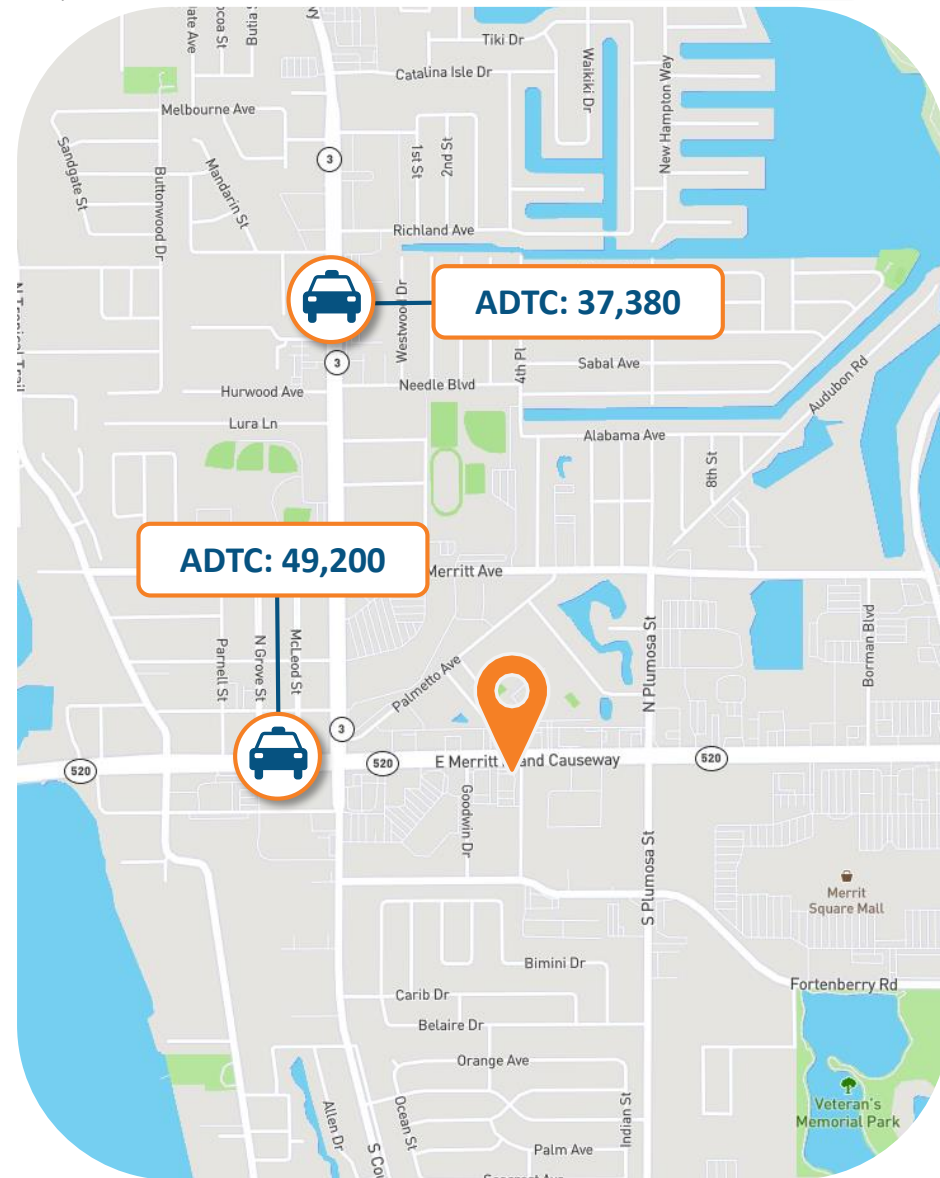 Tiki Dr
Catalina Isle Dr
Waikiki Dr
New Hampton Way
Melbourne Ave
Sandgate St
Buttonwood Dr
Mandarin St
3
1st St
2nd St
Richland Ave
ADTC: 37,380
Westwood Dr
4th Pl
3
Sabal Ave
Audubon Rd
Hurwood Ave
Needle Blvd
Lura Ln
Alabama Ave
8th St
ADTC: 49,200
Merritt Ave
Parnell St
N Grove St
McLeod St
Palmetto Ave
N Plumosa St
Borman Blvd
3
520
520
E Merritt
and Causeway
520
Goodwin Dr
S Plumosa St
Merrit
Square Mall
Bimini Dr
Fortenberry Rd
Carib Dr
Belaire Dr
Orange Ave
Allen Dr
Ocean St
Indian St
Veteran's
Memorial Park
Palm Ave
S Cou